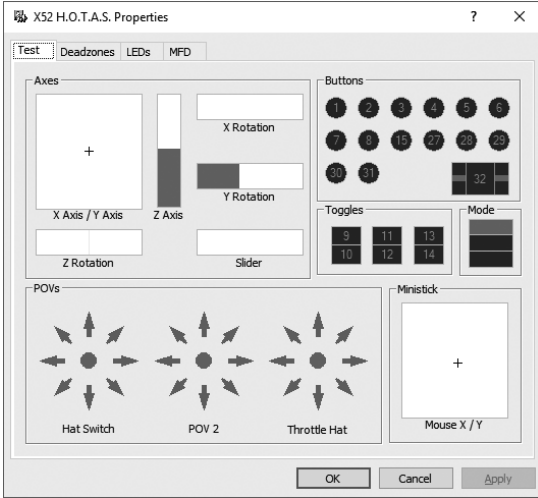 X52 H.O.T.A.S. Properties ? ×
Test Deadzones LEDs MFD
Axes
X Axis / Y Axis
Z Axis
X Rotation
Y Rotation
Z Rotation
Slider
Buttons
1 2 3 4 5 6
7 8 15 27 28 29
30 31 32
Toggles
9 11 13
10 12 14
Mode
POVs
Hat Switch
POV 2
Throttle Hat
Ministick
Mouse X / Y
OK Cancel Apply